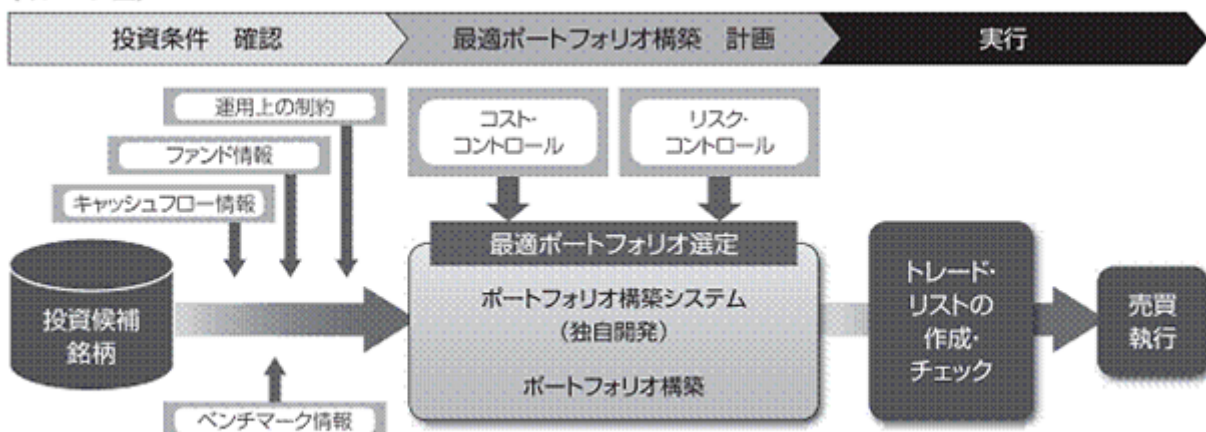 投資条件 確認
最適ポートフォリオ構築 計画
実行
運用上の制約
ファンド情報
キャッシュフロー情報
コスト・
コントロール
リスク・
コントロール
投資候補
銘柄
ベンチマーク情報
最適ポートフォリオ選定
ポートフォリオ構築システム
(独自開発)
ポートフォリオ構築
トレード・
リストの
作成・
チェック
売買
執行